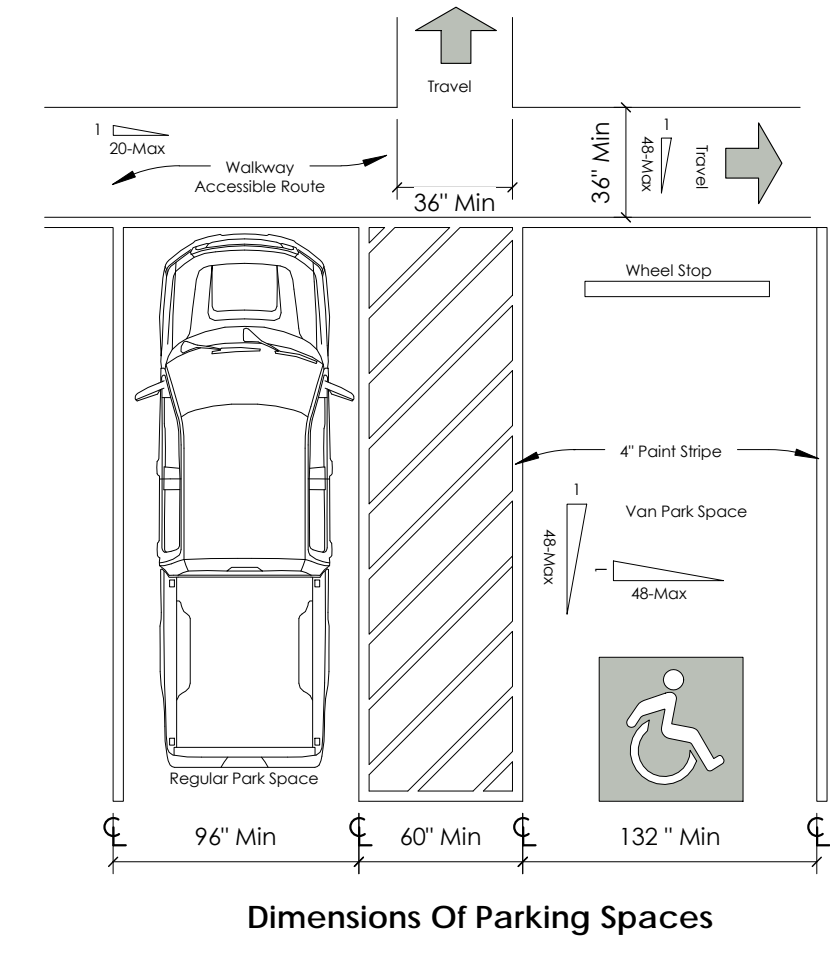 Travel
1
20-Max
Walkway
Accessible Route
36" Min
36" Min
1
48-Max
Travel
Wheel Stop
4" Paint Stripe
1
48-Max
Van Park Space
1
48-Max
Regular Park Space
℄
96" Min
℄
60" Min
℄
132 " Min
℄
Dimensions Of Parking Spaces